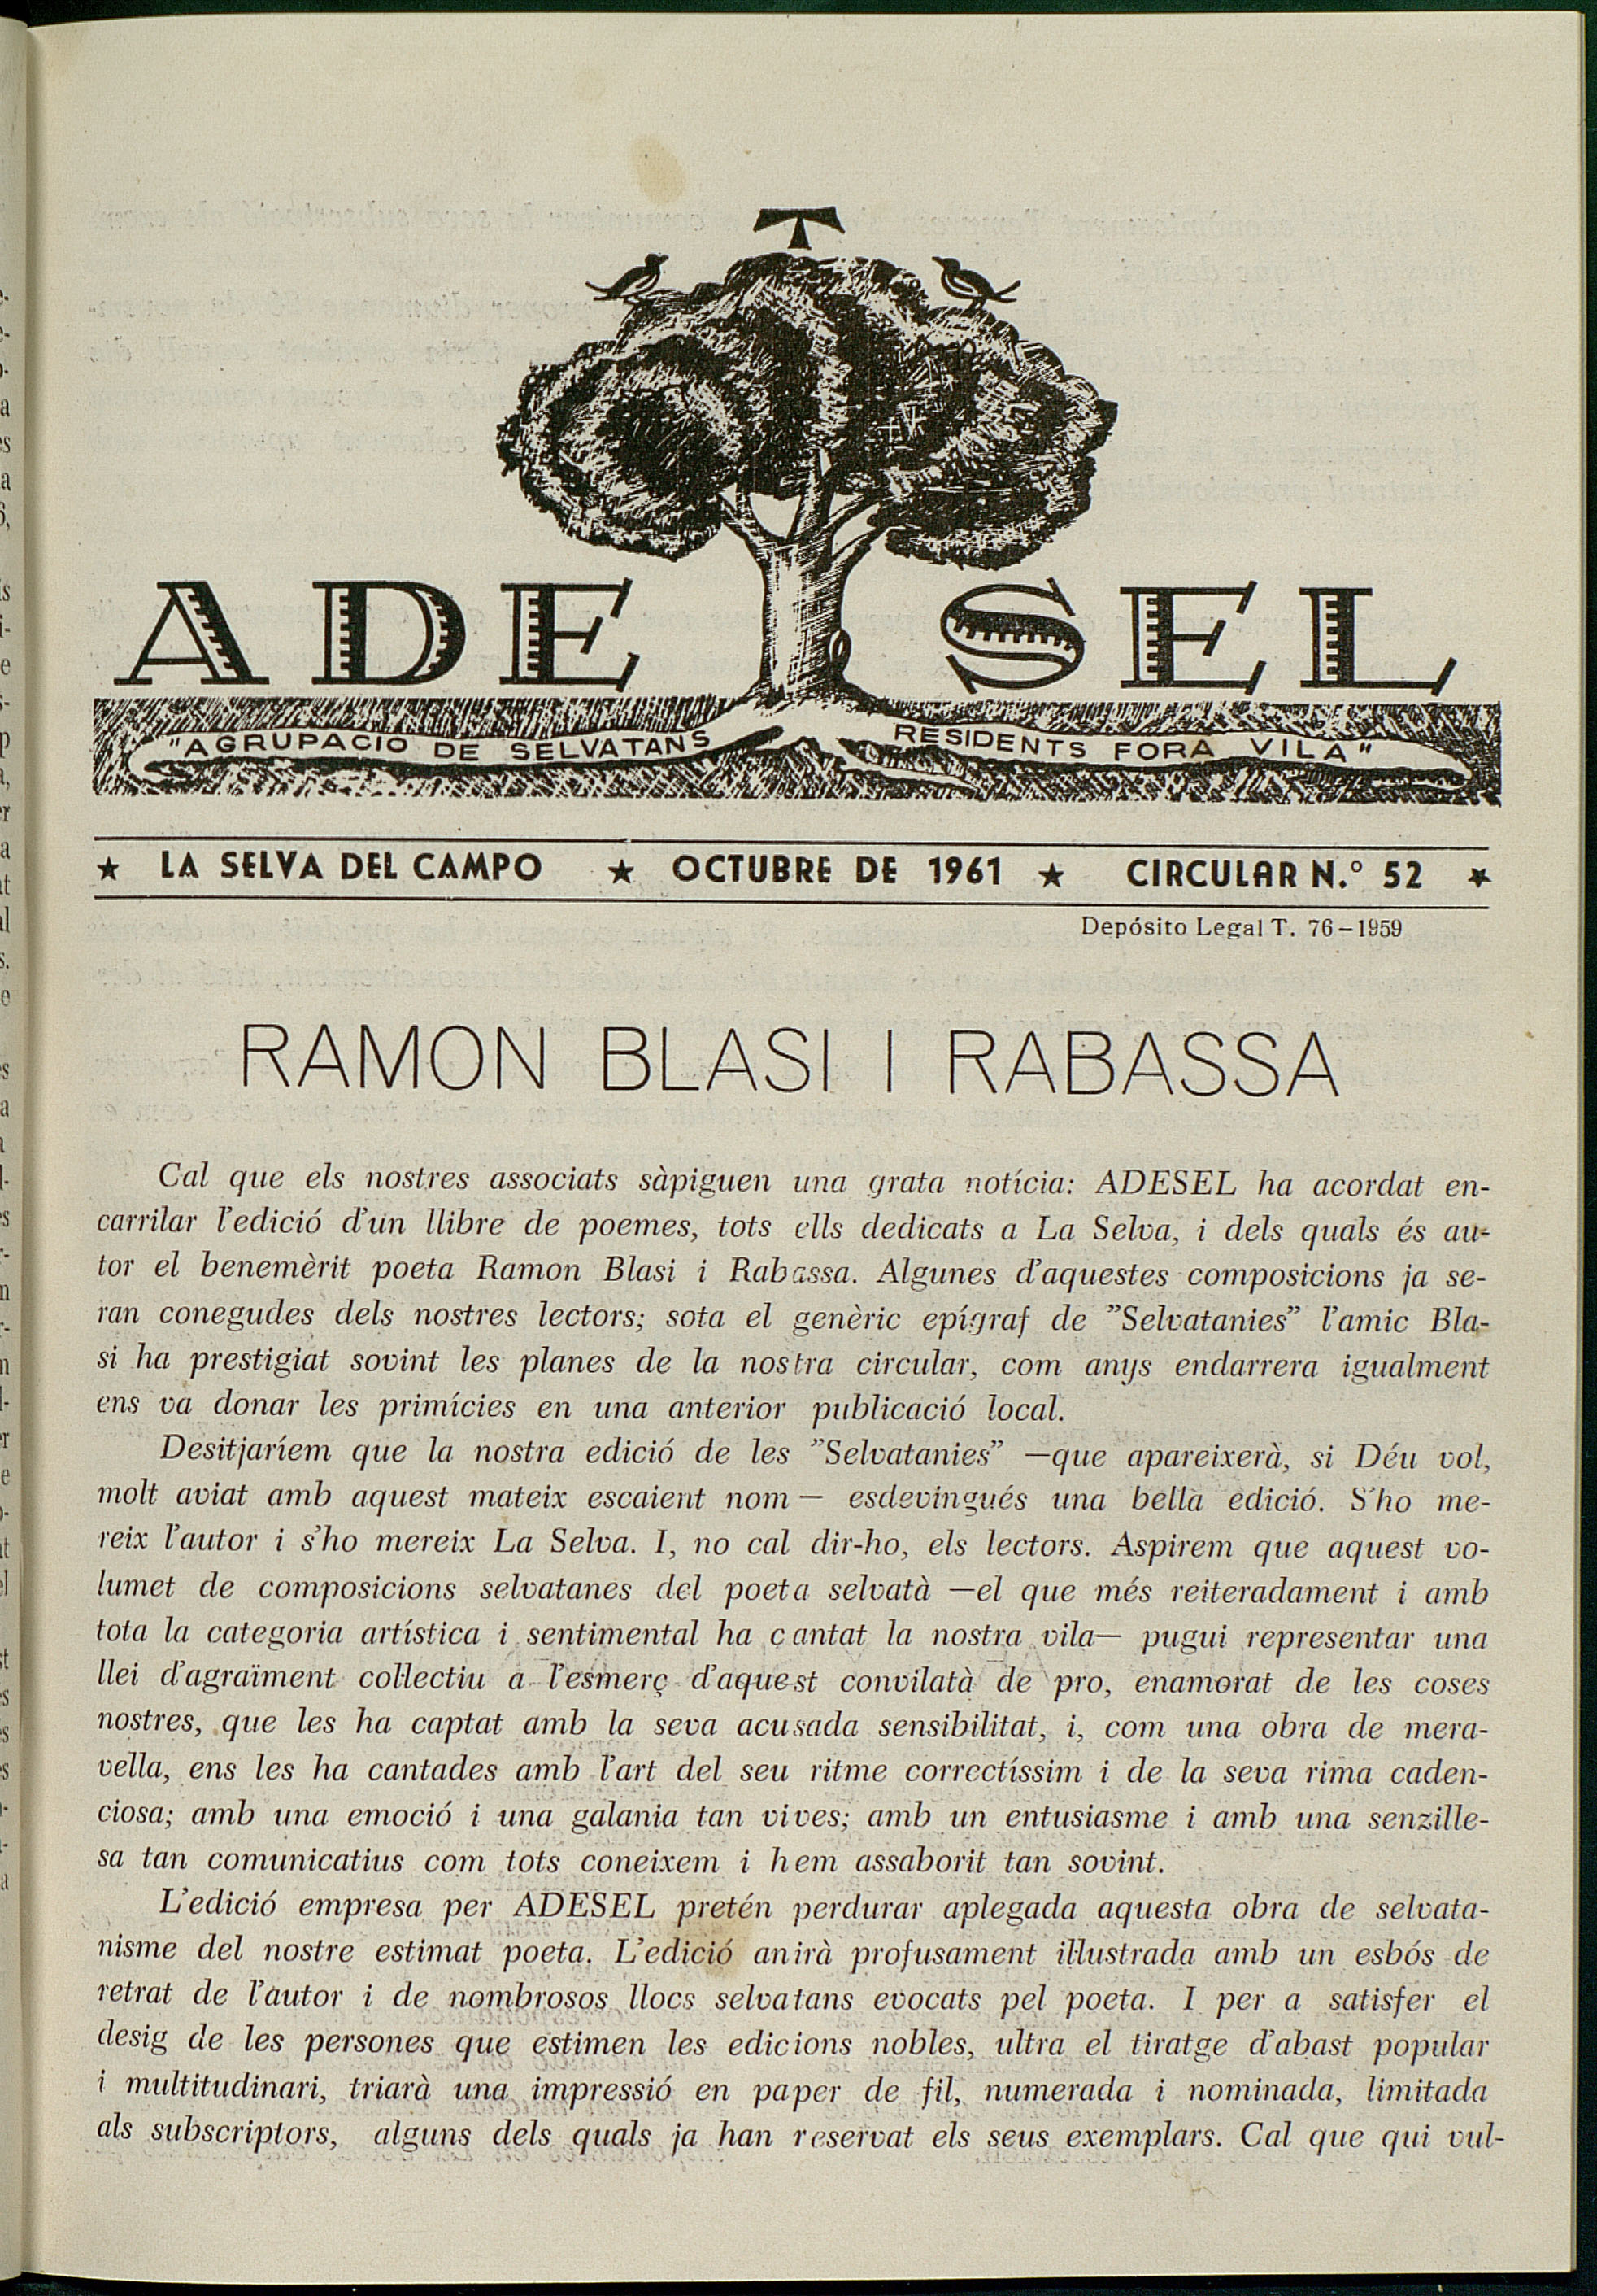 ADESEL
"AGRUPACIO DE SELVATANS RESIDENTS FORA VILA"
★ LA SELVA DEL CAMPO ★ OCTUBRE DE 1961 ★ CIRCULAR N.º 52 ★
Depósito Legal T. 76-1959
RAMON BLASI I RABASSA
Cal que els nostres associats sàpiguen una grata notícia: ADESEL ha acordat en-
carrilar l'edició d'un llibre de poemes, tots ells dedicats a La Selva, i dels quals és au-
tor el benemèrit poeta Ramon Blasi i Rabassa. Algunes d'aquestes composicions ja se-
ran conegudes dels nostres lectors; sota el genèric epígraf de "Selvatanies" l'amic Bla-
si ha prestigiat sovint les planes de la nostra circular, com anys endarrera igualment
ens va donar les primícies en una anterior publicació local.
Desitjaríem que la nostra edició de les "Selvatanies" —que apareixerà, si Déu vol,
molt aviat amb aquest mateix escaient nom— esdevingués una bella edició. S'ho me-
reix l'autor i s'ho mereix La Selva. I, no cal dir-ho, els lectors. Aspirem que aquest vo-
lumet de composicions selvatanes del poeta selvatà —el que més reiteradament i amb
tota la categoria artística i sentimental ha cantat la nostra vila— pugui representar una
llei d'agraïment col·lectiu a l'esmerç d'aquest convilatà de pro, enamorat de les coses
nostres, que les ha captat amb la seva acusada sensibilitat, i, com una obra de mera-
vella, ens les ha cantades amb l'art del seu ritme correctíssim i de la seva rima caden-
ciosa; amb una emoció i una galania tan vives; amb un entusiasme i amb una senzille-
sa tan comunicatius com tots coneixem i hem assaborit tan sovint.
L'edició empresa per ADESEL pretén perdurar aplegada aquesta obra de selvata-
nisme del nostre estimat poeta. L'edició anirà profusament il·lustrada amb un esbós de
retrat de l'autor i de nombrosos llocs selvatans evocats pel poeta. I per a satisfer el
desig de les persones que estimen les edicions nobles, ultra el tiratge d'abast popular
i multitudinari, triarà una impressió en paper de fil, numerada i nominada, limitada
als subscriptors, alguns dels quals ja han reservat els seus exemplars. Cal que qui vul-